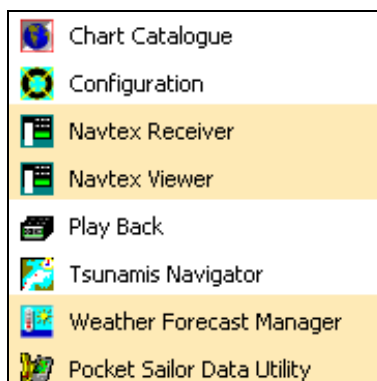 Chart Catalogue
Configuration
Navtex Receiver
Navtex Viewer
Play Back
Tsunamis Navigator
Weather Forecast Manager
Pocket Sailor Data Utility